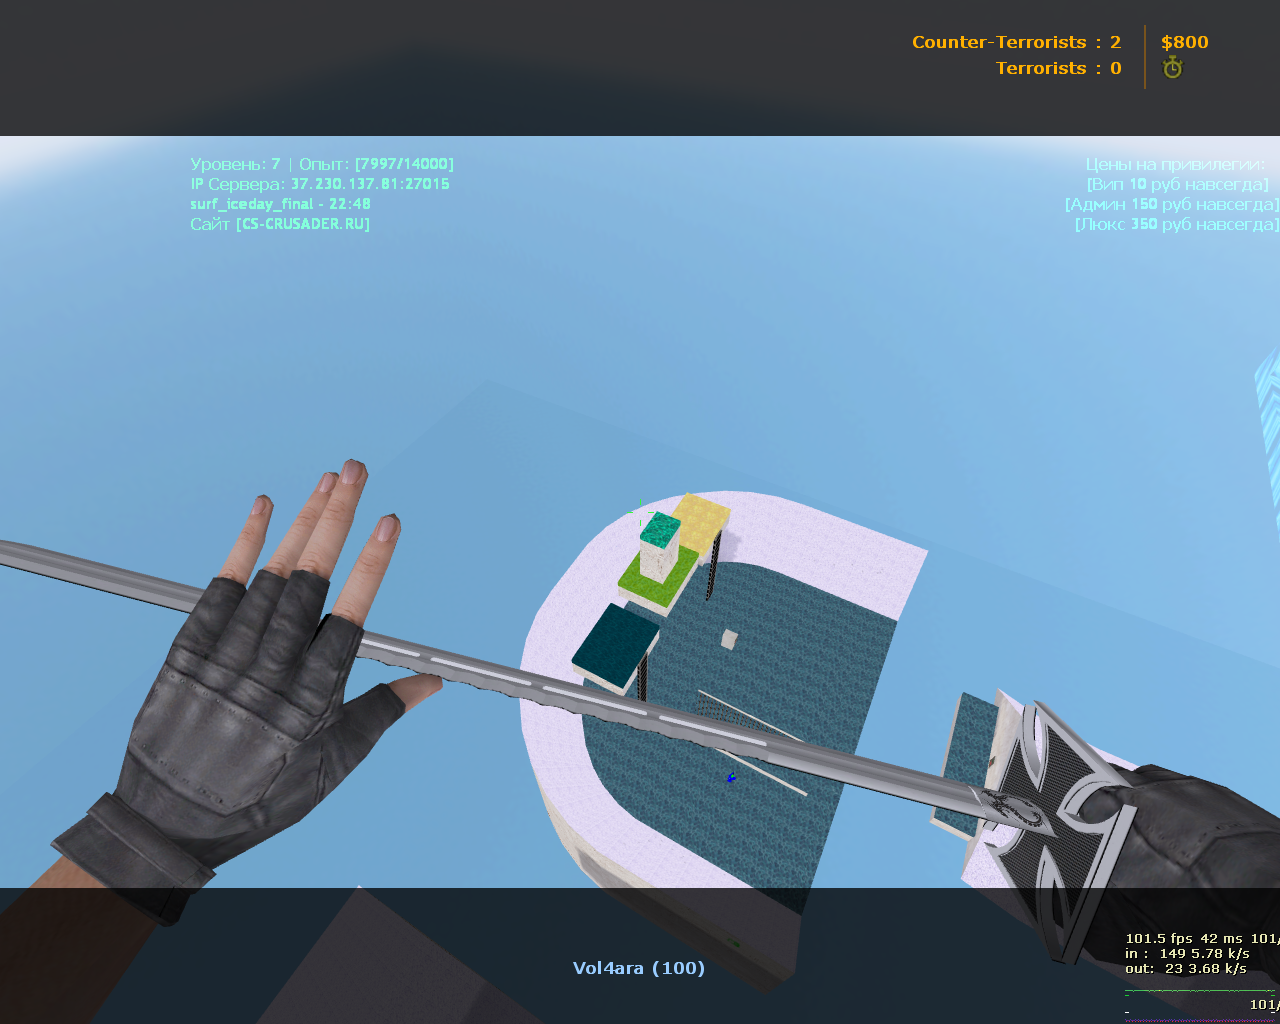 Counter-Terrorists : 2
$800
Terrorists : 0
Уровень: 7 | Опыт: [7997/14000]
IP Сервера: 37.230.137.81:27015
surf_iceday_final - 22:48
Сайт [CS-CRUSADER.RU]
Цены на привилегии:
[Вип 10 руб навсегда]
[Админ 150 руб навсегда]
[Люкс 350 руб навсегда]
Vol4ara (100)
101.5 fps 42 ms 101/
in : 149 5.78 k/s
out: 23 3.68 k/s
101/